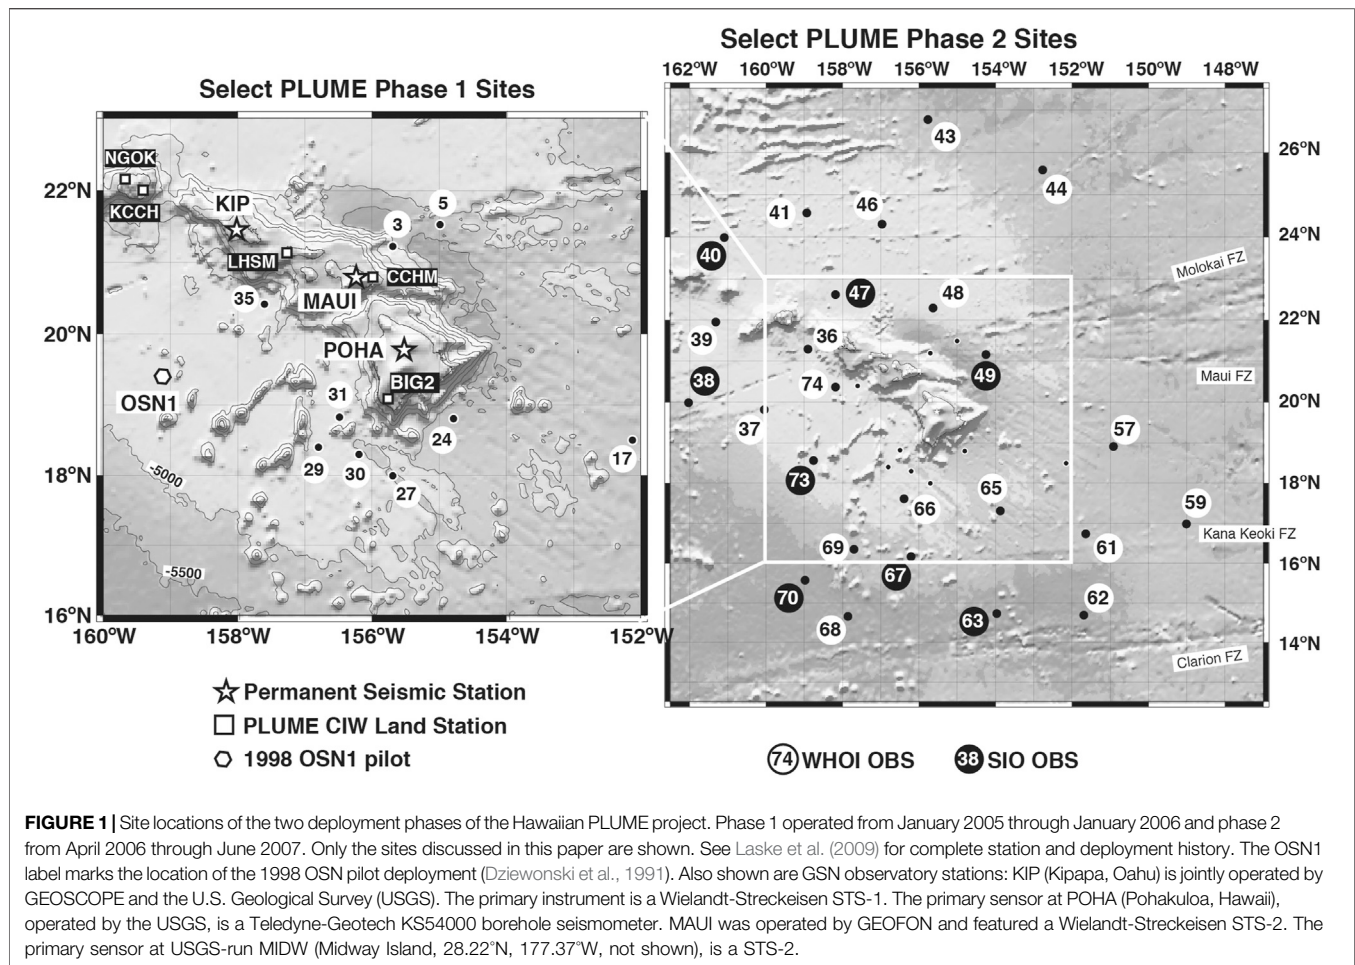 Select PLUME Phase 1 Sites
NGOK
22°N
KCCH
KIP
3
5
LHSM
CCHM
MAUI
35
20°N
POHA
OSN1
BIG2
31
24
17
29
30
27
18°N
-5000
-5500
16°N
160°W
158°W
156°W
154°W
152°W
Permanent Seismic Station
PLUME CIW Land Station
1998 OSN1 pilot
Select PLUME Phase 2 Sites
162°W
160°W
158°W
156°W
154°W
152°W
150°W
148°W
43
26°N
44
41
46
24°N
40
Molokai FZ
47
48
22°N
39
36
49
Maui FZ
38
74
20°N
37
57
73
18°N
65
66
59
Kana Keoki FZ
69
61
16°N
67
70
62
68
63
14°N
Clarion FZ
74 WHOI OBS
38 SIO OBS
FIGURE 1 | Site locations of the two deployment phases of the Hawaiian PLUME project. Phase 1 operated from January 2005 through January 2006 and phase 2
from April 2006 through June 2007. Only the sites discussed in this paper are shown. See Laske et al. (2009) for complete station and deployment history. The OSN1
label marks the location of the 1998 OSN pilot deployment (Dziewonski et al., 1991). Also shown are GSN observatory stations: KIP (Kipapa, Oahu) is jointly operated by
GEOSCOPE and the U.S. Geological Survey (USGS). The primary instrument is a Wielandt-Streckeisen STS-1. The primary sensor at POHA (Pohakuloa, Hawaii),
operated by the USGS, is a Teledyne-Geotech KS54000 borehole seismometer. MAUI was operated by GEOFON and featured a Wielandt-Streckeisen STS-2. The
primary sensor at USGS-run MIDW (Midway Island, 28.22°N, 177.37°W, not shown), is a STS-2.